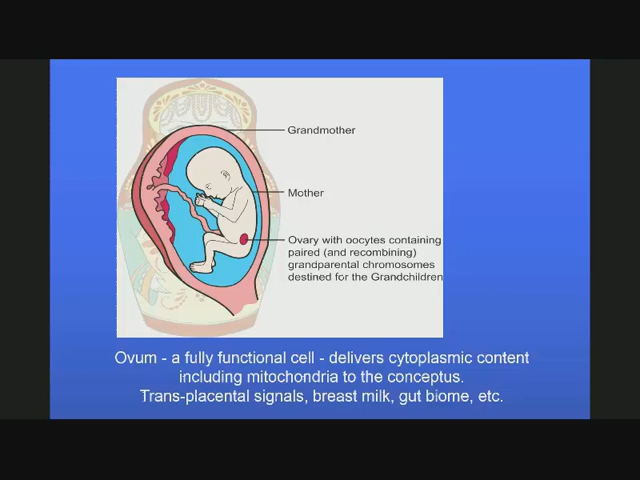 Grandmother
Mother
Ovary with oocytes containing
paired (and recombining)
grandparental chromosomes
destined for the Grandchildren
Ovum - a fully functional cell - delivers cytoplasmic content
including mitochondria to the conceptus.
Trans-placental signals, breast milk, gut biome, etc.